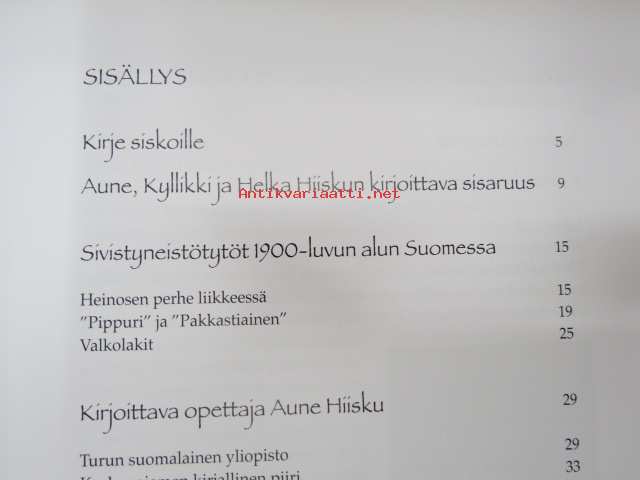 SISÄLLYS
Kirje siskoille 5
Aune, Kyllikki ja Helka Hiiskun kirjoittava sisaruus 9
Antikvariaatti.net
Sivistyneistötytöt 1900-luvun alun Suomessa 15
Heinosen perhe liikkeessä 15
”Pippuri” ja ”Pakkastiainen” 19
Valkolakit 25
Kirjoittava opettaja Aune Hiisku 29
Turun suomalainen yliopisto 29
kirjallinen piiri 33